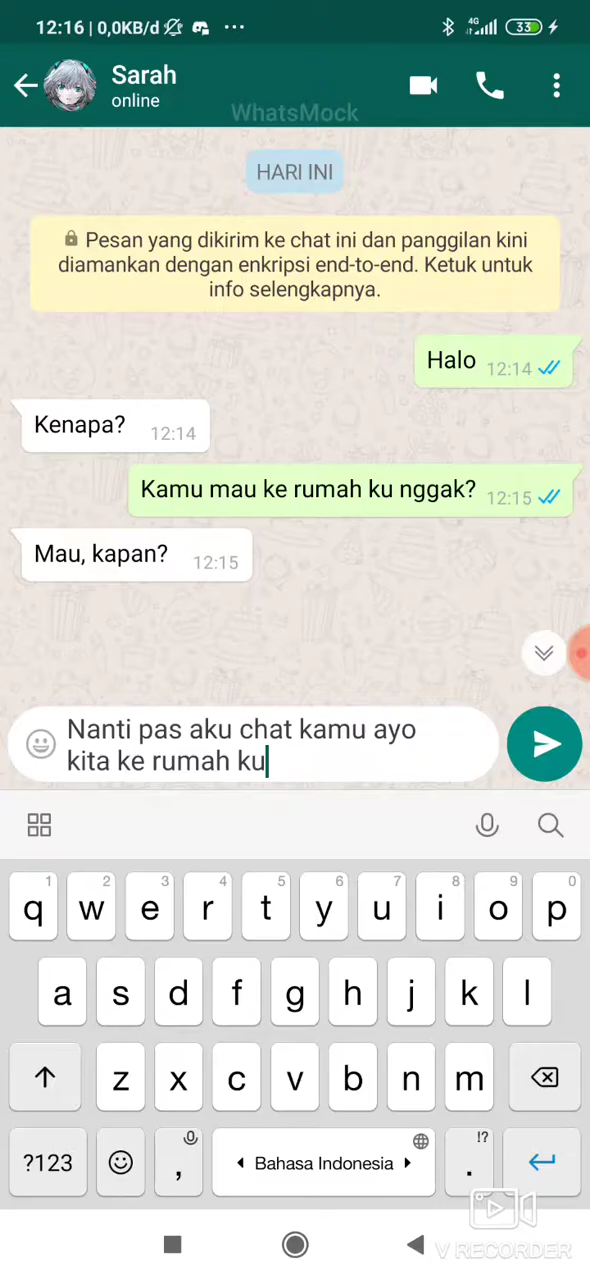 12:16 | 0,0KB/d ...
4G
33
Sarah
online
WhatsMock
HARI INI
Pesan yang dikirim ke chat ini dan panggilan kini
diamankan dengan enkripsi end-to-end. Ketuk untuk
info selengkapnya.
Halo 12:14
Kenapa? 12:14
Kamu mau ke rumah ku nggak? 12:15
Mau, kapan? 12:15
Nanti pas aku chat kamu ayo
kita ke rumah ku
1 2 3 4 5 6 7 8 9 0
q w e r t y u i o p
a s d f g h j k l
z x c v b n m
?123 , Bahasa Indonesia . !?
V RECORDER